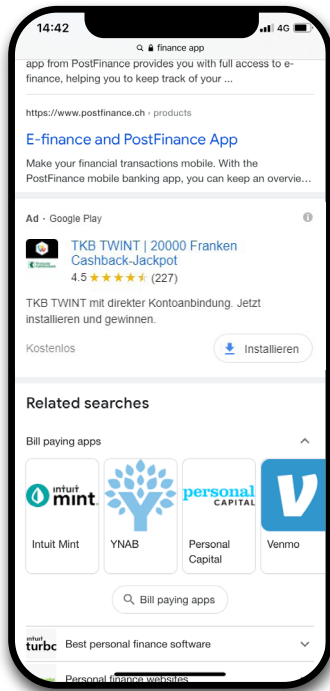 14:42
4G
finance app
app from PostFinance provides you with full access to e-
finance, helping you to keep track of your ...
https://www.postfinance.ch › products
E-finance and PostFinance App
Make your financial transactions mobile. With the
PostFinance mobile banking app, you can keep an overvie...
Ad · Google Play
TKB TWINT | 20000 Franken
Cashback-Jackpot
4.5 ★★★★★ (227)
TKB TWINT mit direkter Kontoanbindung. Jetzt
installieren und gewinnen.
Kostenlos
Installieren
Related searches
Bill paying apps
intuit
mint
personal
CAPITAL
V
Intuit Mint
YNAB
Personal
Capital
Venmo
Bill paying apps
intuit
turbo
Best personal finance software
Personal finance websites